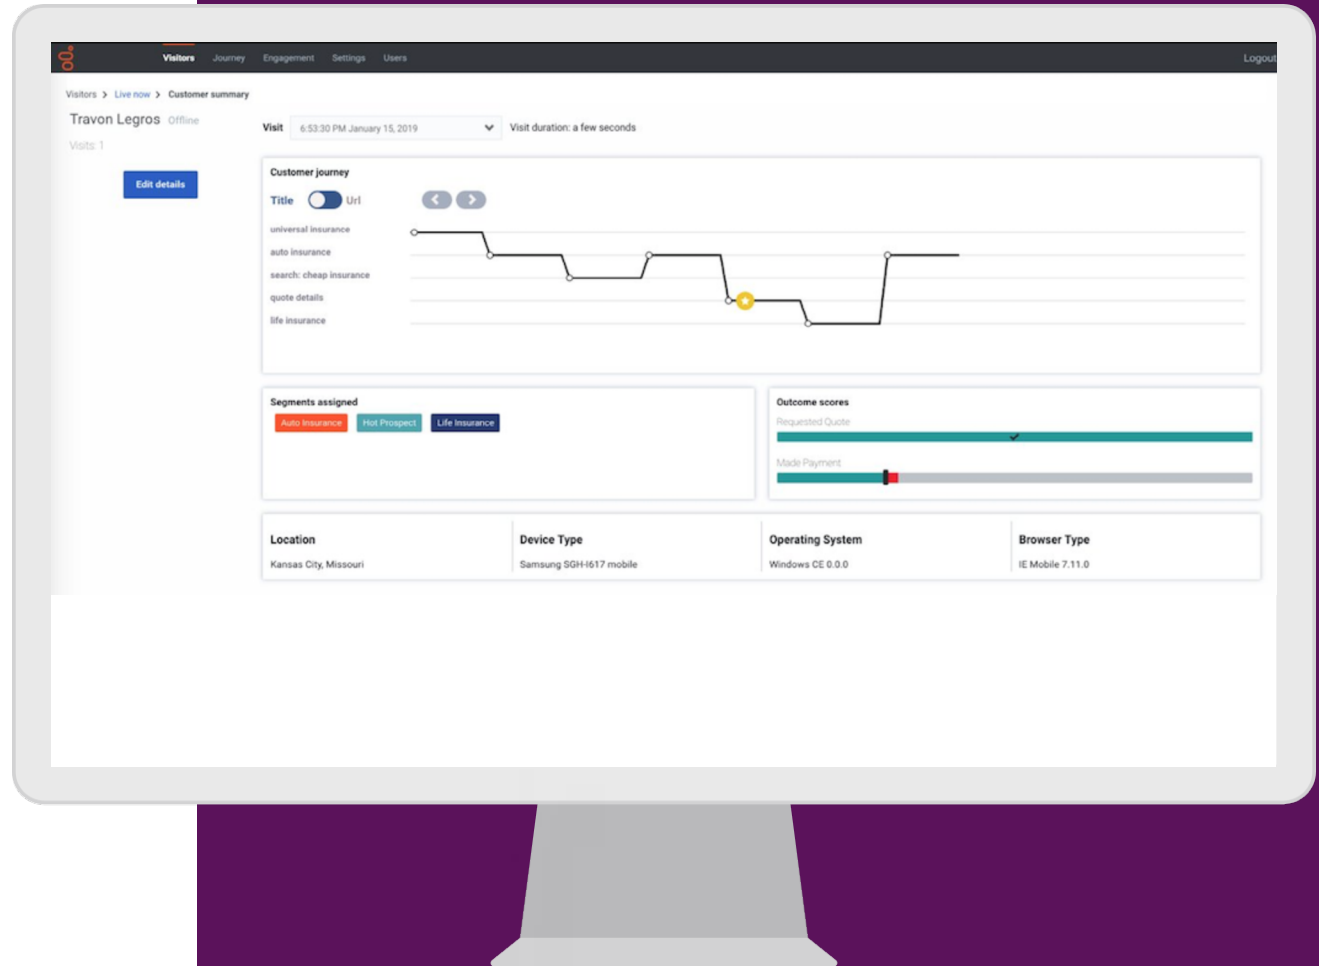 Visitors Journey Engagement Settings Users Logout
Visitors > Live now > Customer summary
Travon Legros Offline
Visits: 1
Edit details
Visit 6:53:30 PM January 15, 2019 Visit duration: a few seconds
Customer journey
Title Url
universal insurance
auto insurance
search: cheap insurance
quote details
life insurance
Segments assigned
Auto Insurance Hot Prospect Life Insurance
Outcome scores
Requested Quote
Made Payment
Location Device Type Operating System Browser Type
Kansas City, Missouri Samsung SGH-I617 mobile Windows CE 0.0.0 IE Mobile 7.11.0